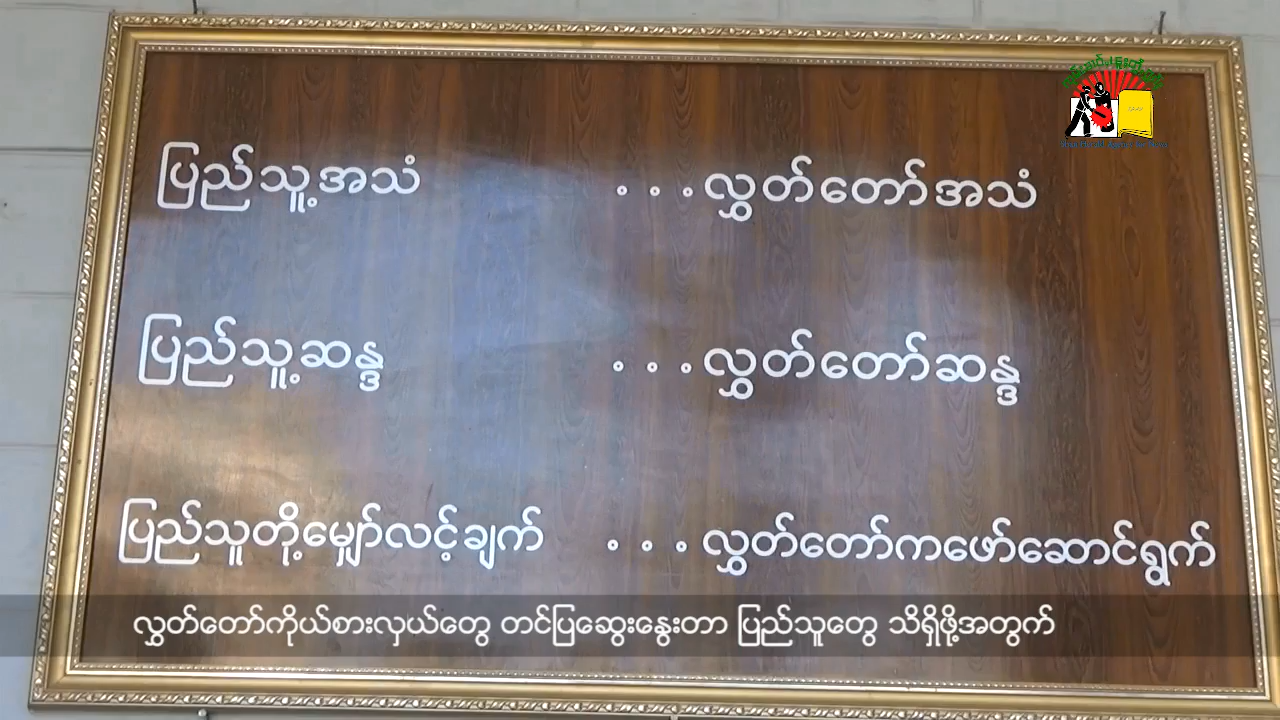 ပြည်သူ့အသံ . . . လွှတ်တော်အသံ
ပြည်သူ့ဆန္ဒ . . . လွှတ်တော်ဆန္ဒ
ပြည်သူတို့မျှော်လင့်ချက် . . . လွှတ်တော်ကဖော်ဆောင်ရွက်
လွှတ်တော်ကိုယ်စားလှယ်တွေ တင်ပြဆွေးနွေးတာ ပြည်သူတွေ သိရှိဖို့အတွက်